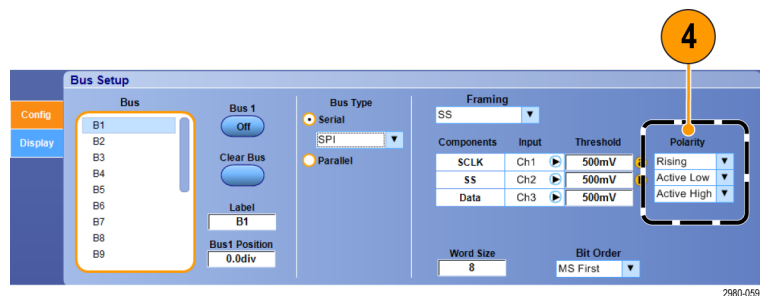 4
Bus Setup
Config
Display
Bus
B1
B2
B3
B4
B5
B6
B7
B8
B9
Bus 1
Off
Clear Bus
Label
B1
Bus1 Position
0.0div
Bus Type
Serial
SPI
Parallel
Framing
SS
Components Input Threshold Polarity
SCLK Ch1 500mV Rising
SS Ch2 500mV Active Low
Data Ch3 500mV Active High
Word Size
8
Bit Order
MS First
2980-059